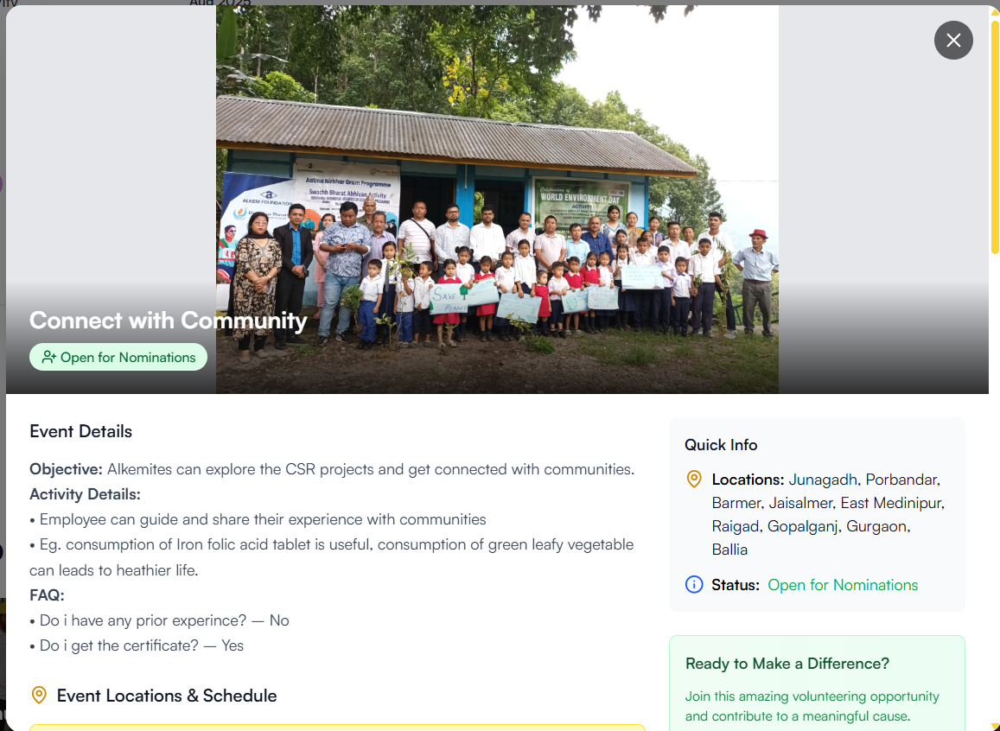 Aug 2025
ALKEM FOUNDATION
Aatma Nirbhar Gram Programme
Swachh Bharat Abhiyan Activity
WORLD ENVIRONMENT DAY
ACTIVITY
SAVE
Connect with Community
Open for Nominations
Event Details
Objective: Alkemites can explore the CSR projects and get connected with communities.
Activity Details:
• Employee can guide and share their experience with communities
• Eg. consumption of Iron folic acid tablet is useful, consumption of green leafy vegetable
can leads to heathier life.
FAQ:
• Do i have any prior experince? — No
• Do i get the certificate? — Yes
Event Locations & Schedule
Quick Info
Locations: Junagadh, Porbandar,
Barmer, Jaisalmer, East Medinipur,
Raigad, Gopalganj, Gurgaon,
Ballia
Status: Open for Nominations
Ready to Make a Difference?
Join this amazing volunteering opportunity
and contribute to a meaningful cause.